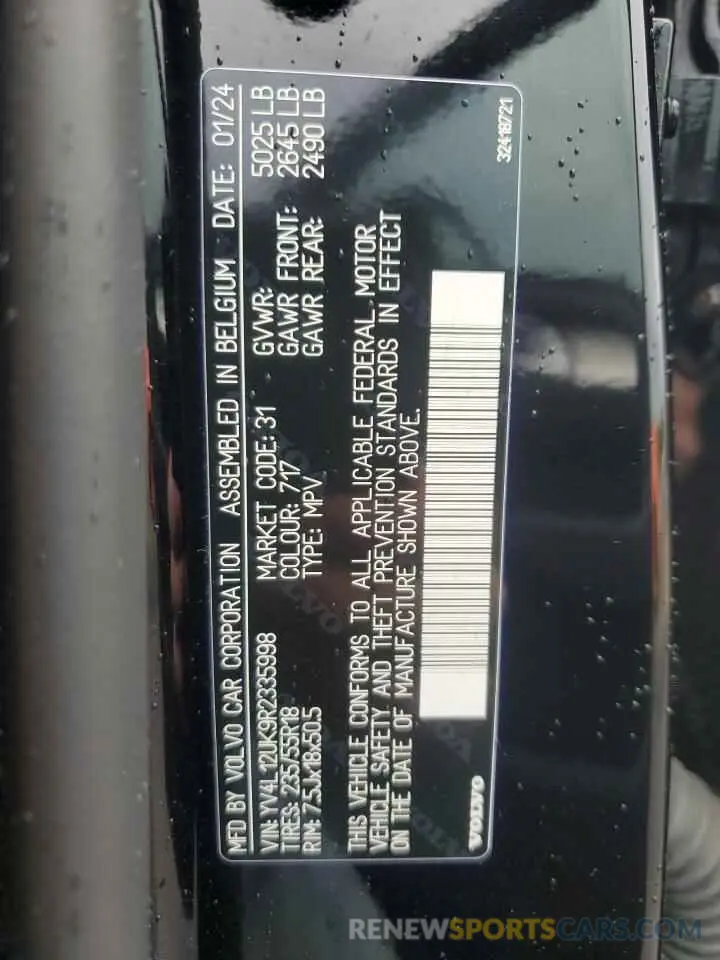 MFD BY VOLVO CAR CORPORATION ASSEMBLED IN BELGIUM DATE: 01/24
VIN: YV4L12UK9R2335998 MARKET CODE: 31 GVWR: 5025 LB
TIRES: 235/55R18 COLOUR: 717 GAWR FRONT: 2645 LB
RIM: 7.5Jx18x50.5 TYPE: MPV GAWR REAR: 2490 LB
THIS VEHICLE CONFORMS TO ALL APPLICABLE FEDERAL MOTOR
VEHICLE SAFETY AND THEFT PREVENTION STANDARDS IN EFFECT
ON THE DATE OF MANUFACTURE SHOWN ABOVE.
VOLVO
32418721
RENEWSPORTSCARS.COM